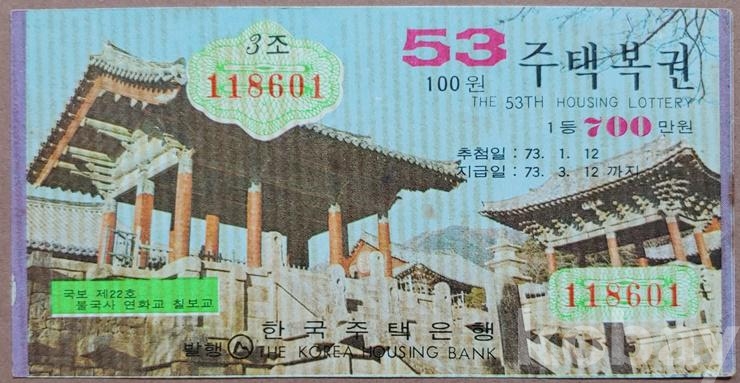 3조
118601
53 주택복권
100원
THE 53TH HOUSING LOTTERY
1등 700 만원
추첨일 : 73. 1. 12
지급일 : 73. 3. 12 까지
118601
국보 제22호
불국사 연화교 칠보교
한국주택은행
발행 THE KOREA HOUSING BANK